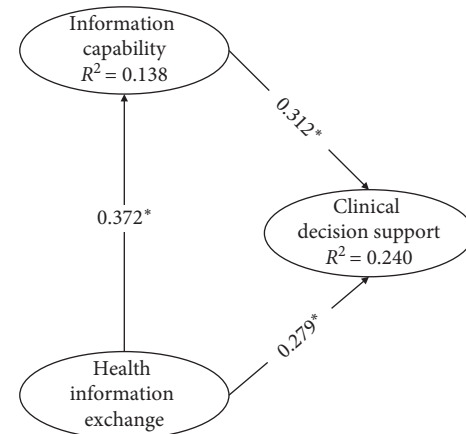 Information
capability
R² = 0.138
0.312*
0.372*
Clinical
decision support
R² = 0.240
0.279*
Health
information
exchange